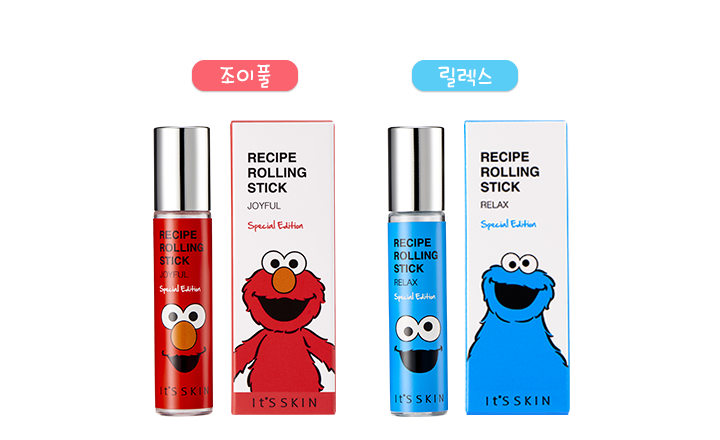 조이풀
릴렉스
RECIPE
ROLLING
STICK
JOYFUL
Special Edition
It'S SKIN
RECIPE
ROLLING
STICK
JOYFUL
Special Edition
It'S SKIN
RECIPE
ROLLING
STICK
RELAX
Special Edition
It'S SKIN
RECIPE
ROLLING
STICK
RELAX
Special Edition
It'S SKIN